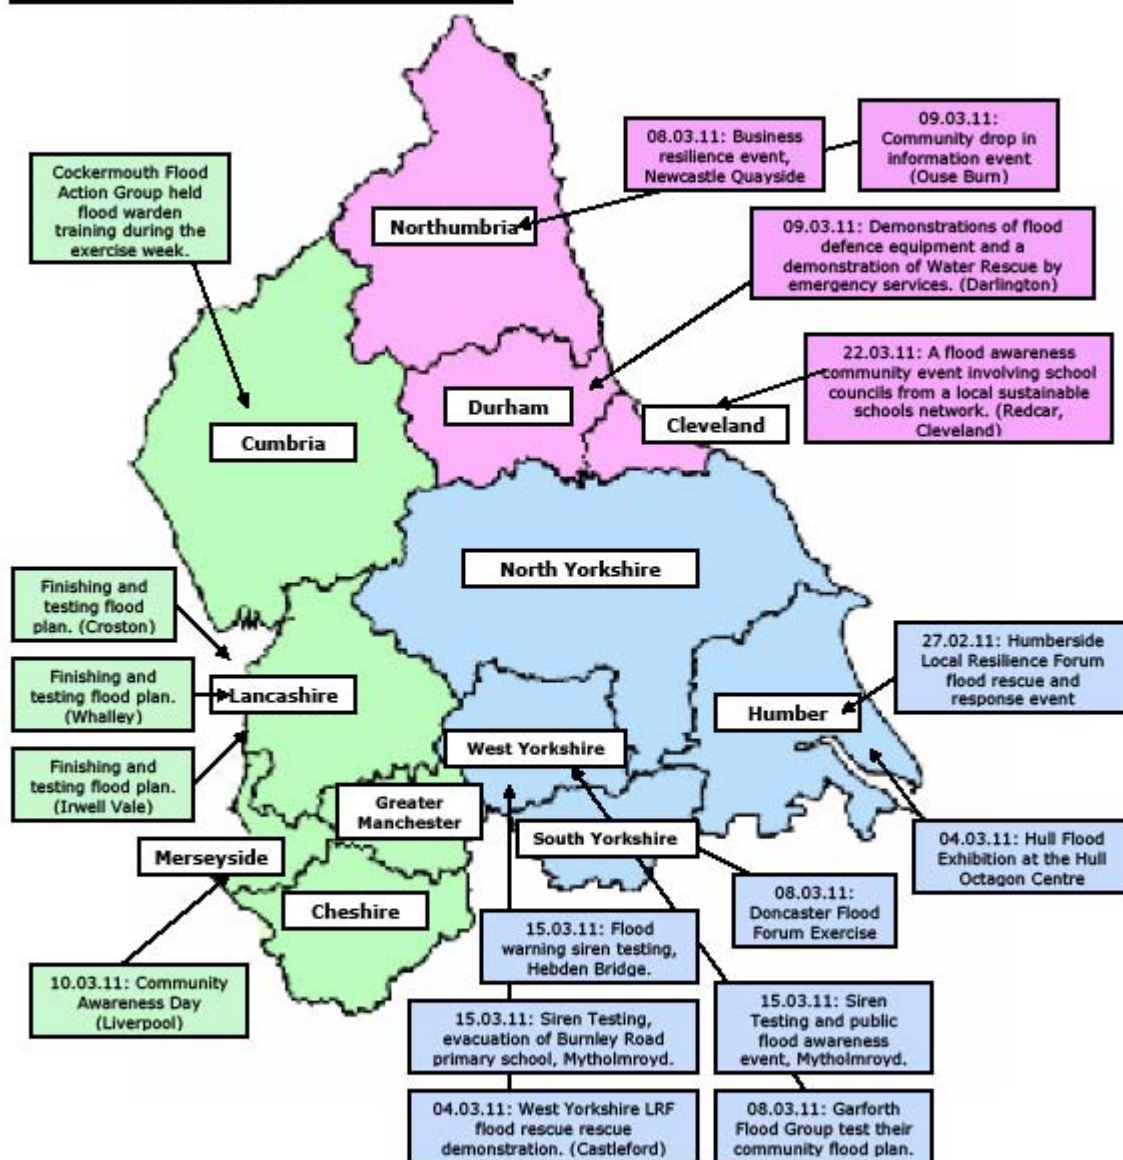 08.03.11: Business
resilience event,
Newcastle Quayside
09.03.11:
Community drop in
information event
(Ouse Burn)
Cockermouth Flood
Action Group held
flood warden
training during the
exercise week.
Northumbria
09.03.11: Demonstrations of flood
defence equipment and a
demonstration of Water Rescue by
emergency services. (Darlington)
22.03.11: A flood awareness
community event involving school
councils from a local sustainable
schools network. (Redcar,
Cleveland)
Durham
Cleveland
Cumbria
North Yorkshire
Finishing and
testing flood
plan. (Croston)
Finishing and
testing flood plan.
(Whalley)
Lancashire
Finishing and
testing flood plan.
(Irwell Vale)
27.02.11: Humberside
Local Resilience Forum
flood rescue and
response event
Humber
West Yorkshire
Greater
Manchester
South Yorkshire
Merseyside
Cheshire
04.03.11: Hull Flood
Exhibition at the Hull
Octagon Centre
08.03.11:
Doncaster Flood
Forum Exercise
15.03.11: Flood
warning siren testing,
Hebden Bridge.
10.03.11: Community
Awareness Day
(Liverpool)
15.03.11: Siren Testing,
evacuation of Burnley Road
primary school, Mytholmroyd.
15.03.11: Siren
Testing and public
flood awareness
event, Mytholmroyd.
04.03.11: West Yorkshire LRF
flood rescue rescue
demonstration. (Castleford)
08.03.11: Garforth
Flood Group test their
community flood plan.